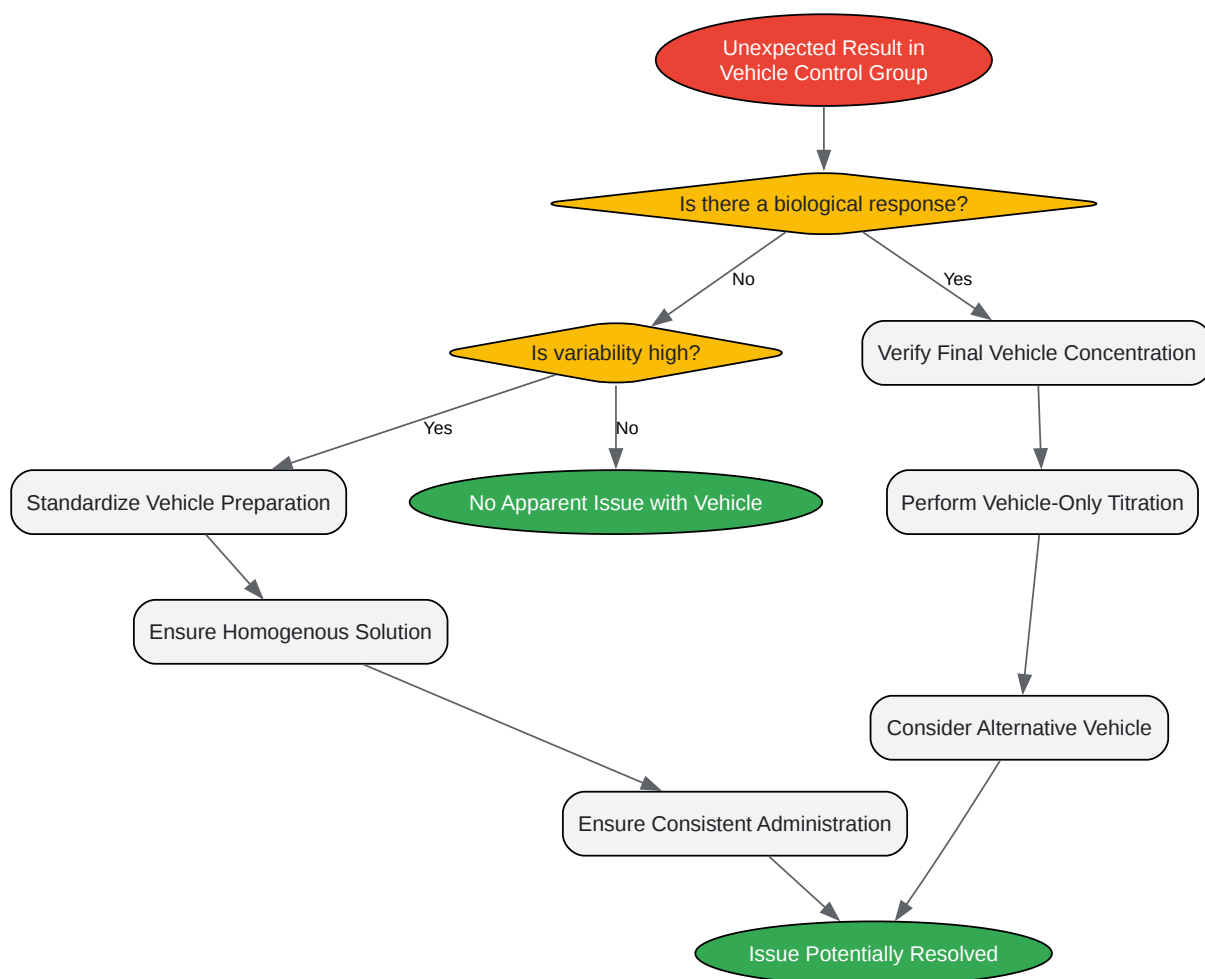 Unexpected Result in
Vehicle Control Group
Is there a biological response?
No
Yes
Is variability high?
Verify Final Vehicle Concentration
Yes
No
Standardize Vehicle Preparation
No Apparent Issue with Vehicle
Perform Vehicle-Only Titration
Ensure Homogenous Solution
Consider Alternative Vehicle
Ensure Consistent Administration
Issue Potentially Resolved